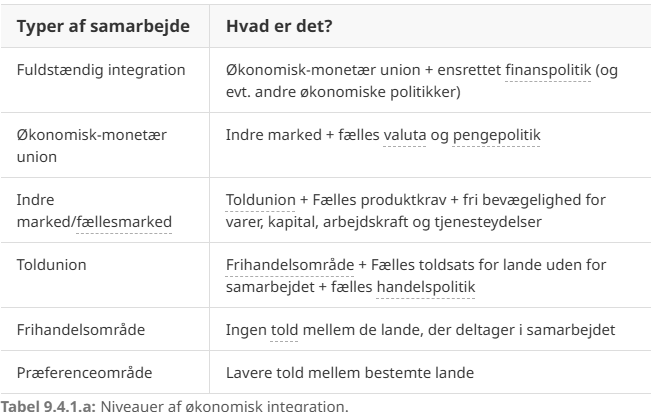 Typer af samarbejde
Hvad er det?
Fuldstændig integration
Økonomisk-monetær union + ensrettet finanspolitik (og
evt. andre økonomiske politikker)
Økonomisk-monetær
union
Indre marked + fælles valuta og pengepolitik
Indre
marked/fællesmarked
Toldunion + Fælles produktkrav + fri bevægelighed for
varer, kapital, arbejdskraft og tjenesteydelser
Toldunion
Frihandelsområde + Fælles toldsats for lande uden for
samarbejdet + fælles handelspolitik
Frihandelsområde
Ingen told mellem de lande, der deltager i samarbejdet
Præferenceområde
Lavere told mellem bestemte lande
Tabel 9.4.1.a: Niveauer af økonomisk integration.